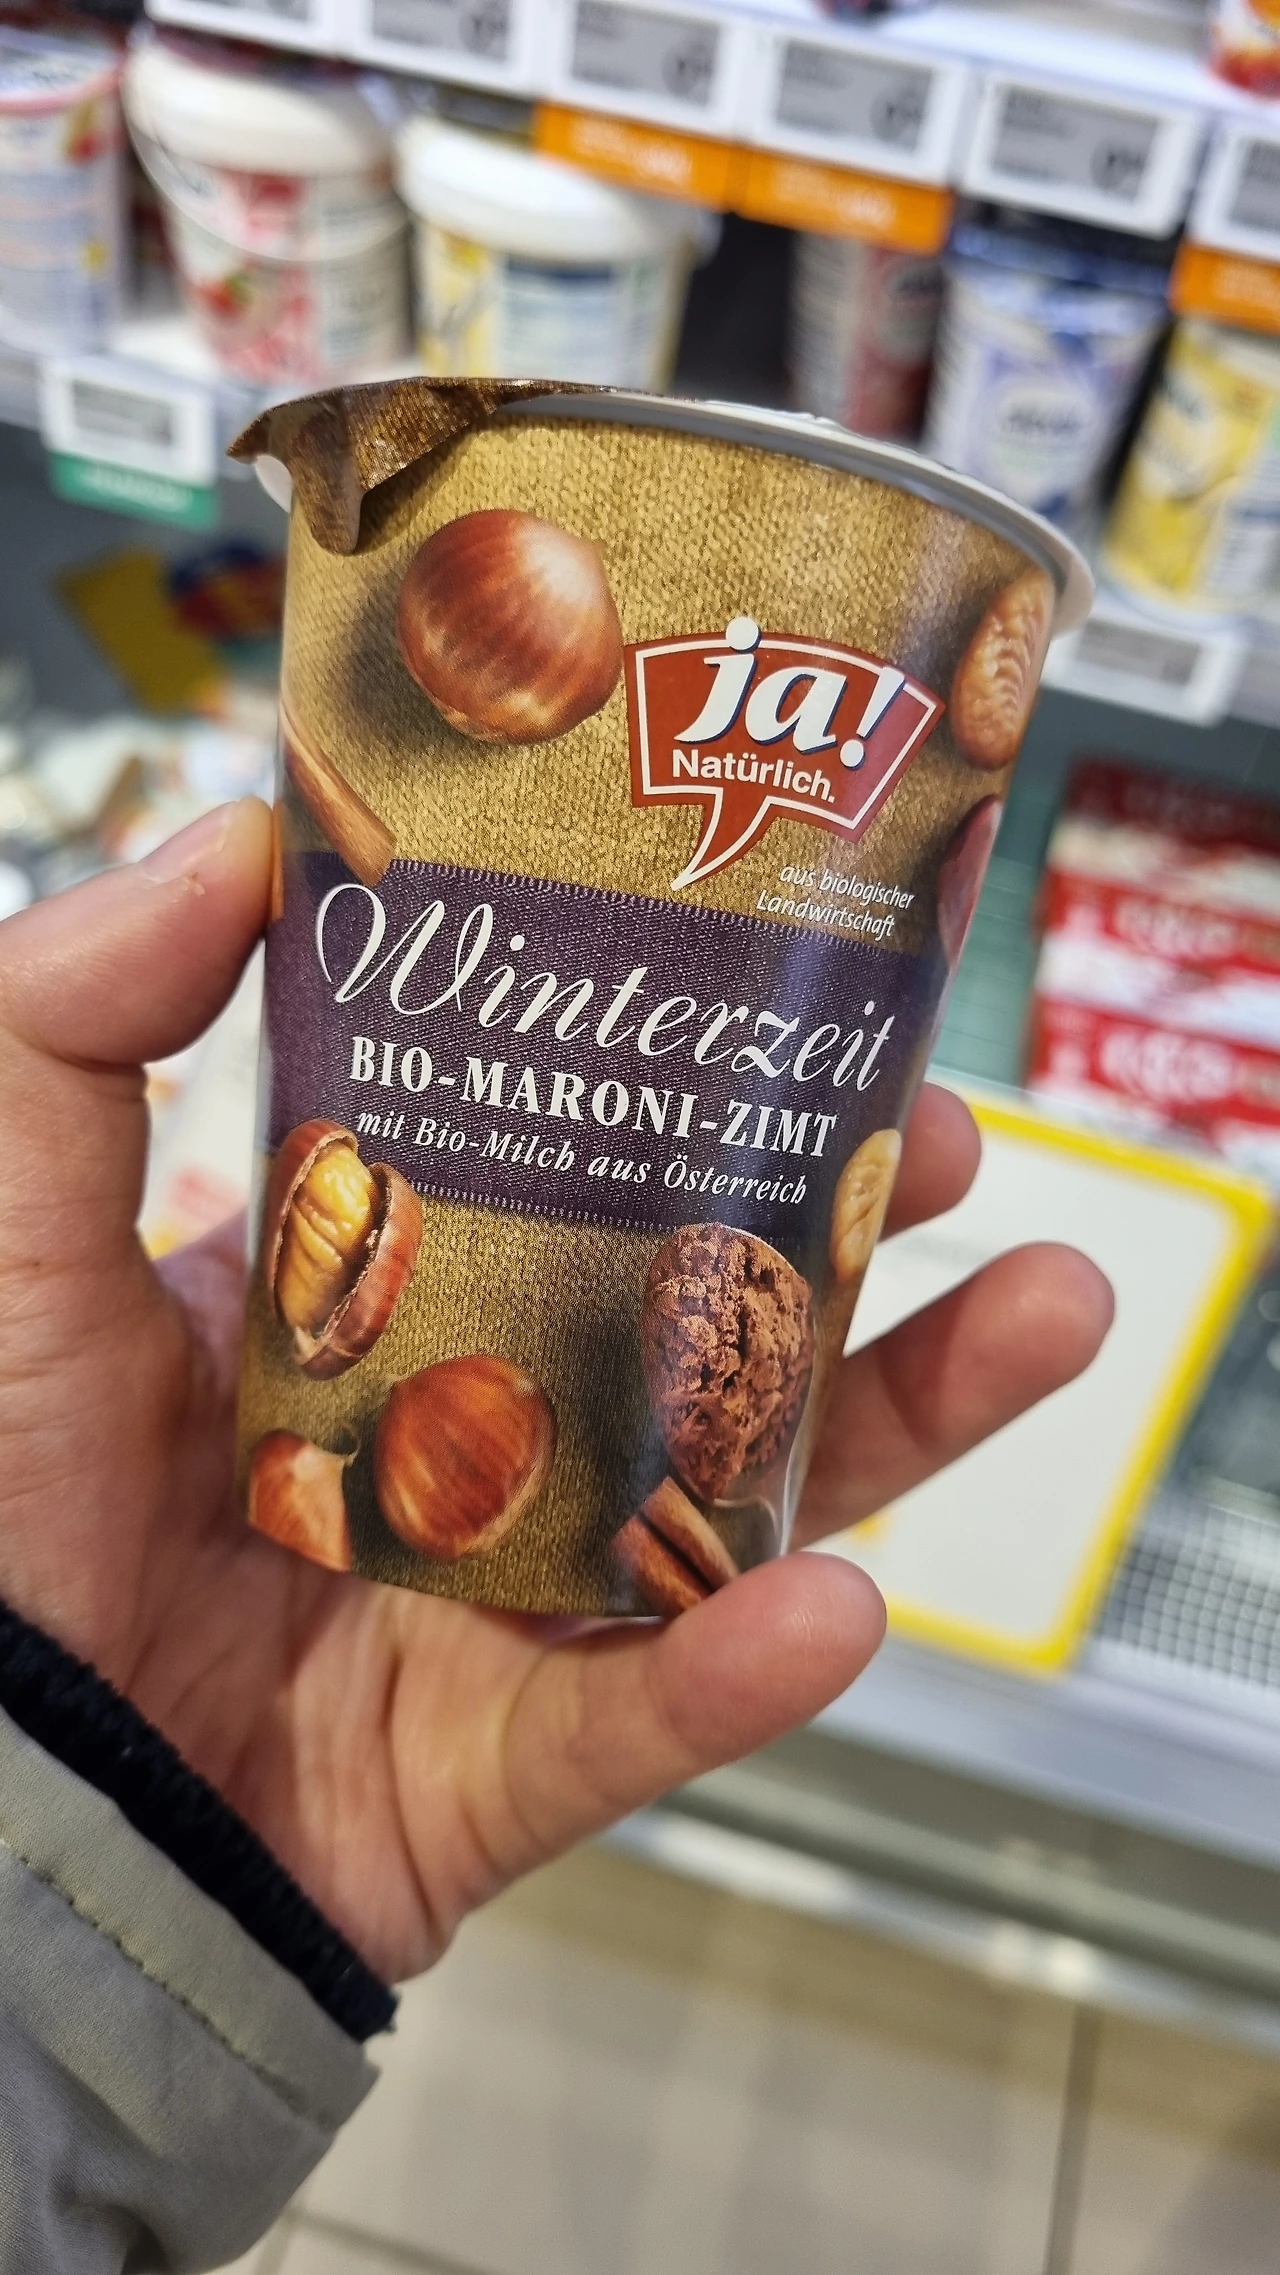 ja!
Natürlich.
aus biologischer
Landwirtschaft
Winterzeit
BIO-MARONI-ZIMT
mit Bio-Milch aus Österreich